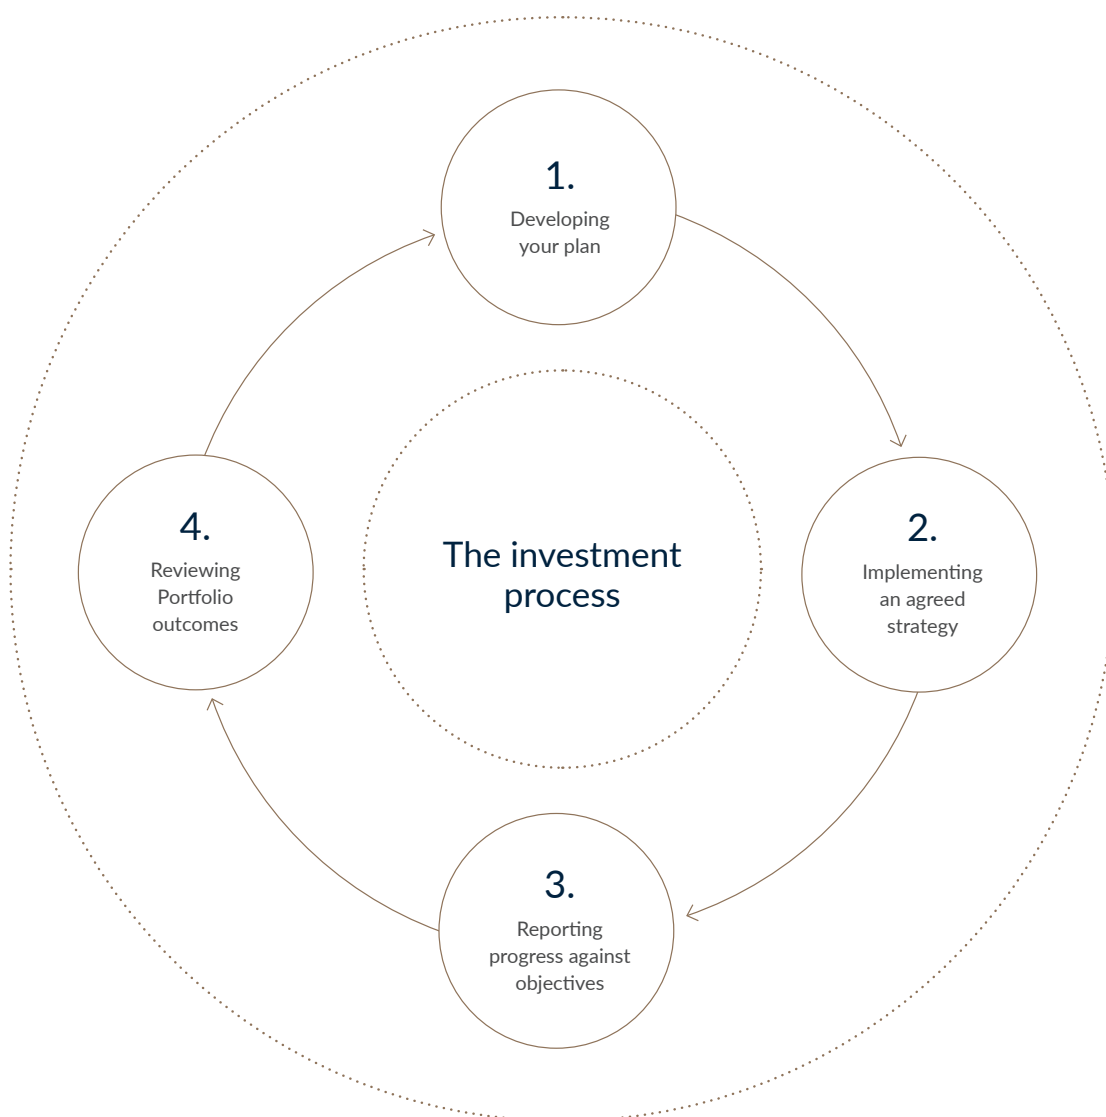 1.
Developing
your plan
2.
Implementing
an agreed
strategy
3.
Reporting
progress against
objectives
4.
Reviewing
Portfolio
outcomes
The investment
process